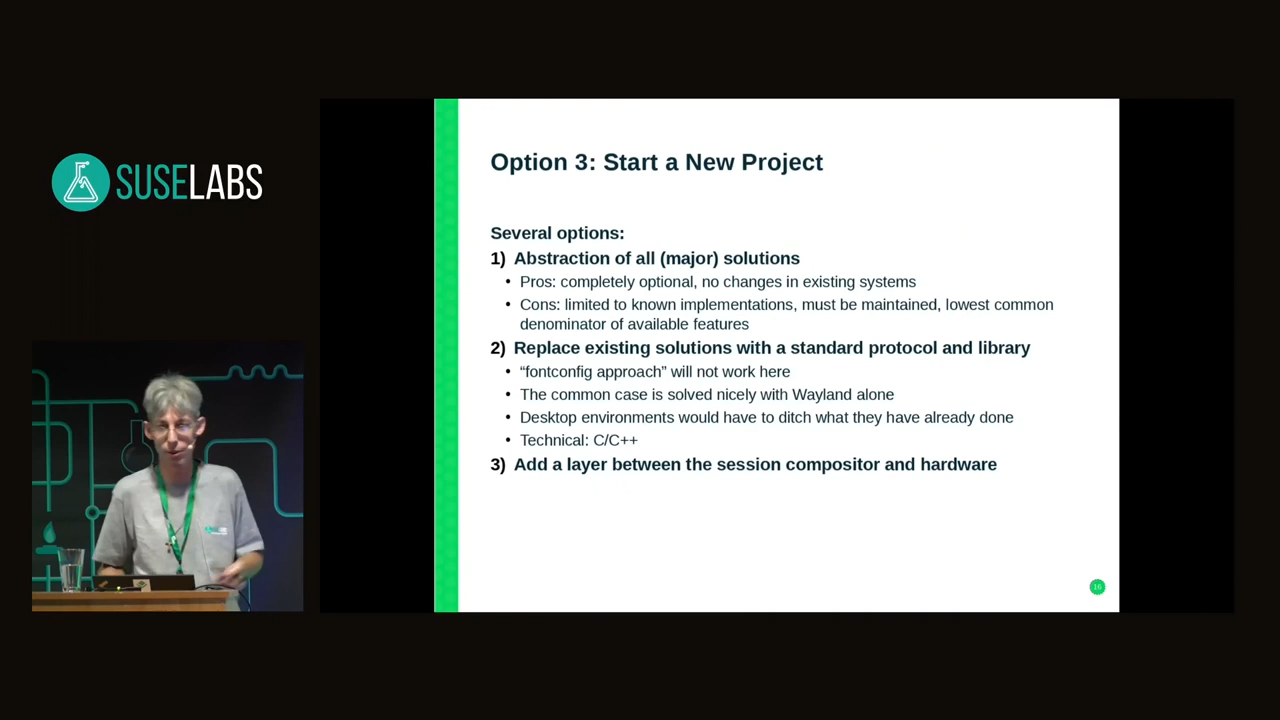 SUSELABS
Option 3: Start a New Project
Several options:
1) Abstraction of all (major) solutions
• Pros: completely optional, no changes in existing systems
• Cons: limited to known implementations, must be maintained, lowest common
denominator of available features
2) Replace existing solutions with a standard protocol and library
• “fontconfig approach” will not work here
• The common case is solved nicely with Wayland alone
• Desktop environments would have to ditch what they have already done
• Technical: C/C++
3) Add a layer between the session compositor and hardware
16